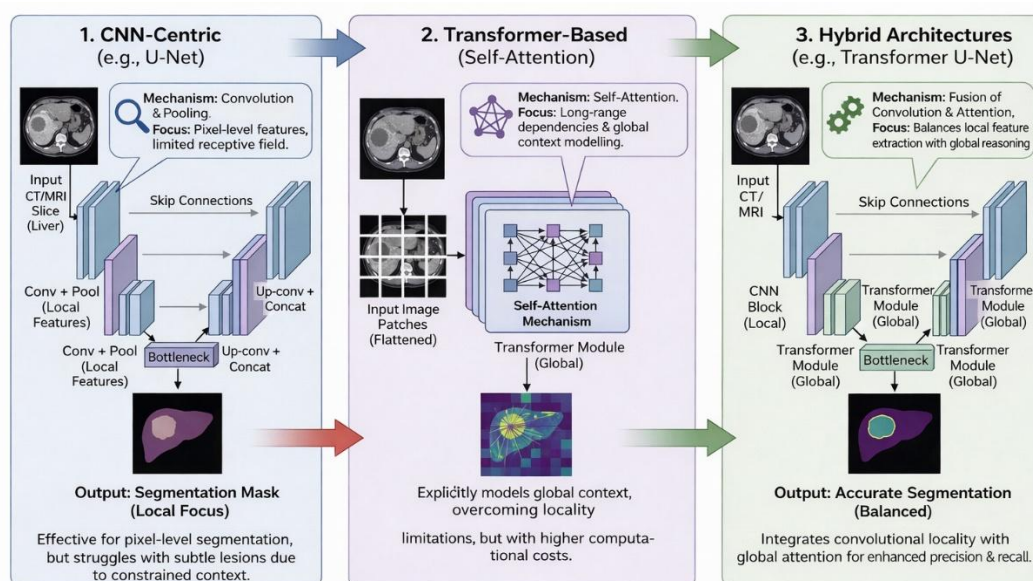 1. CNN-Centric
(e.g., U-Net)
Mechanism: Convolution
& Pooling.
Focus: Pixel-level features,
limited receptive field.
Input
CT/MRI
Slice
(Liver)
Skip Connections
Conv + Pool
(Local
Features)
Up-conv +
Concat
Conv + Pool
(Local
Features)
Bottleneck
Up-conv +
Concat
Output: Segmentation Mask
(Local Focus)
Effective for pixel-level segmentation,
but struggles with subtle lesions due
to constrained context.
2. Transformer-Based
(Self-Attention)
Mechanism: Self-Attention.
Focus: Long-range
dependencies & global
context modelling.
Input Image
Patches
(Flattened)
Self-Attention
Mechanism
Transformer Module
(Global)
Explicitly models global context,
overcoming locality
limitations, but with higher computa-
tional costs.
3. Hybrid Architectures
(e.g., Transformer U-Net)
Mechanism: Fusion of
Convolution & Attention,
Focus: Balances local feature
extraction with global reasoning
Input
CT/
MRI
Skip Connections
CNN
Block
(Local)
Transformer
Module
(Global)
Transformer
Module
(Global)
Transformer
Module
(Global)
Bottleneck
Transformer
Module
(Global)
Output: Accurate Segmentation
(Balanced)
Integrates convolutional locality with
global attention for enhanced precision & recall.